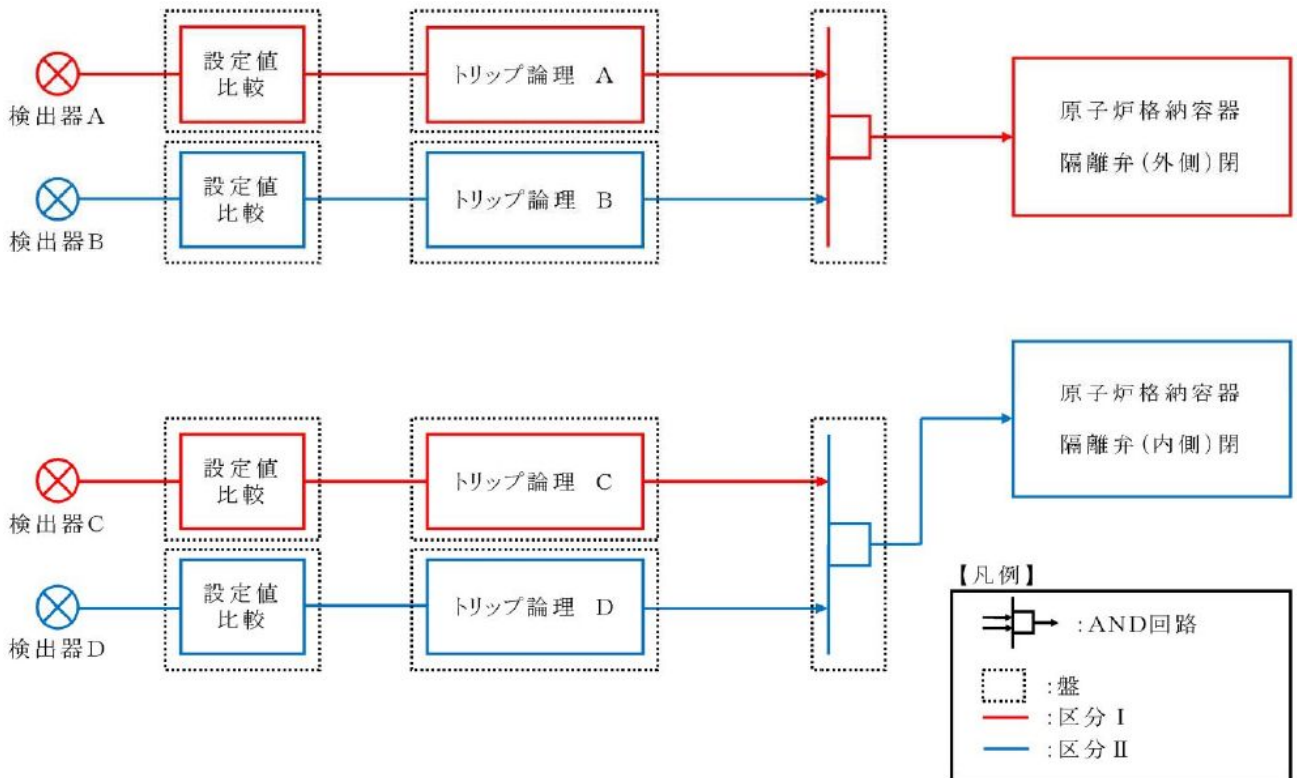 検出器A
設定値
比較
トリップ論理 A
検出器B
設定値
比較
トリップ論理 B
原子炉格納容器
隔離弁(外側)閉
検出器C
設定値
比較
トリップ論理 C
検出器D
設定値
比較
トリップ論理 D
原子炉格納容器
隔離弁(内側)閉
【凡例】
:AND回路
:盤
:区分Ⅰ
:区分Ⅱ